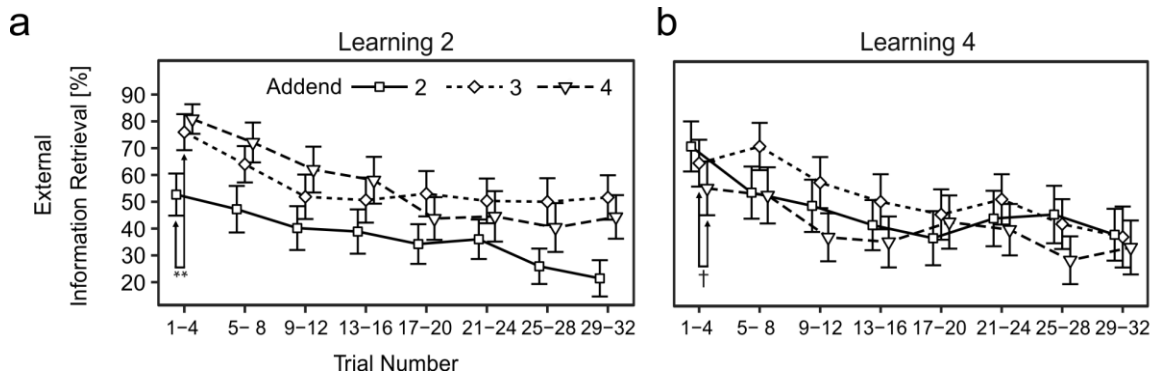 a
Learning 2
External
Information Retrieval [%]
90
80
70
60
50
40
30
20
Addend 2 3 4
**
1–4 5–8 9–12 13–16 17–20 21–24 25–28 29–32
Trial Number
b
Learning 4
†
1–4 5–8 9–12 13–16 17–20 21–24 25–28 29–32